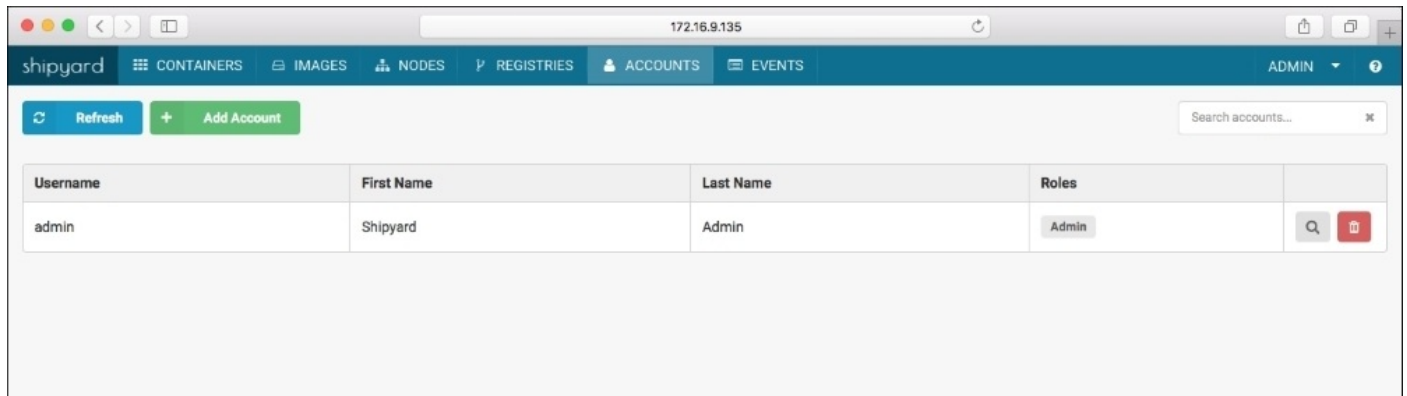 172.16.9.135
shipyard CONTAINERS IMAGES NODES REGISTRIES ACCOUNTS EVENTS ADMIN
Refresh Add Account Search accounts...
Username First Name Last Name Roles
admin Shipyard Admin Admin